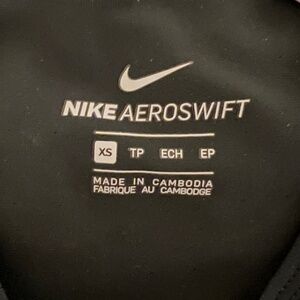 NIKE AEROSWIFT
XS TP ECH EP
MADE IN CAMBODIA
FABRIQUE AU CAMBODGE